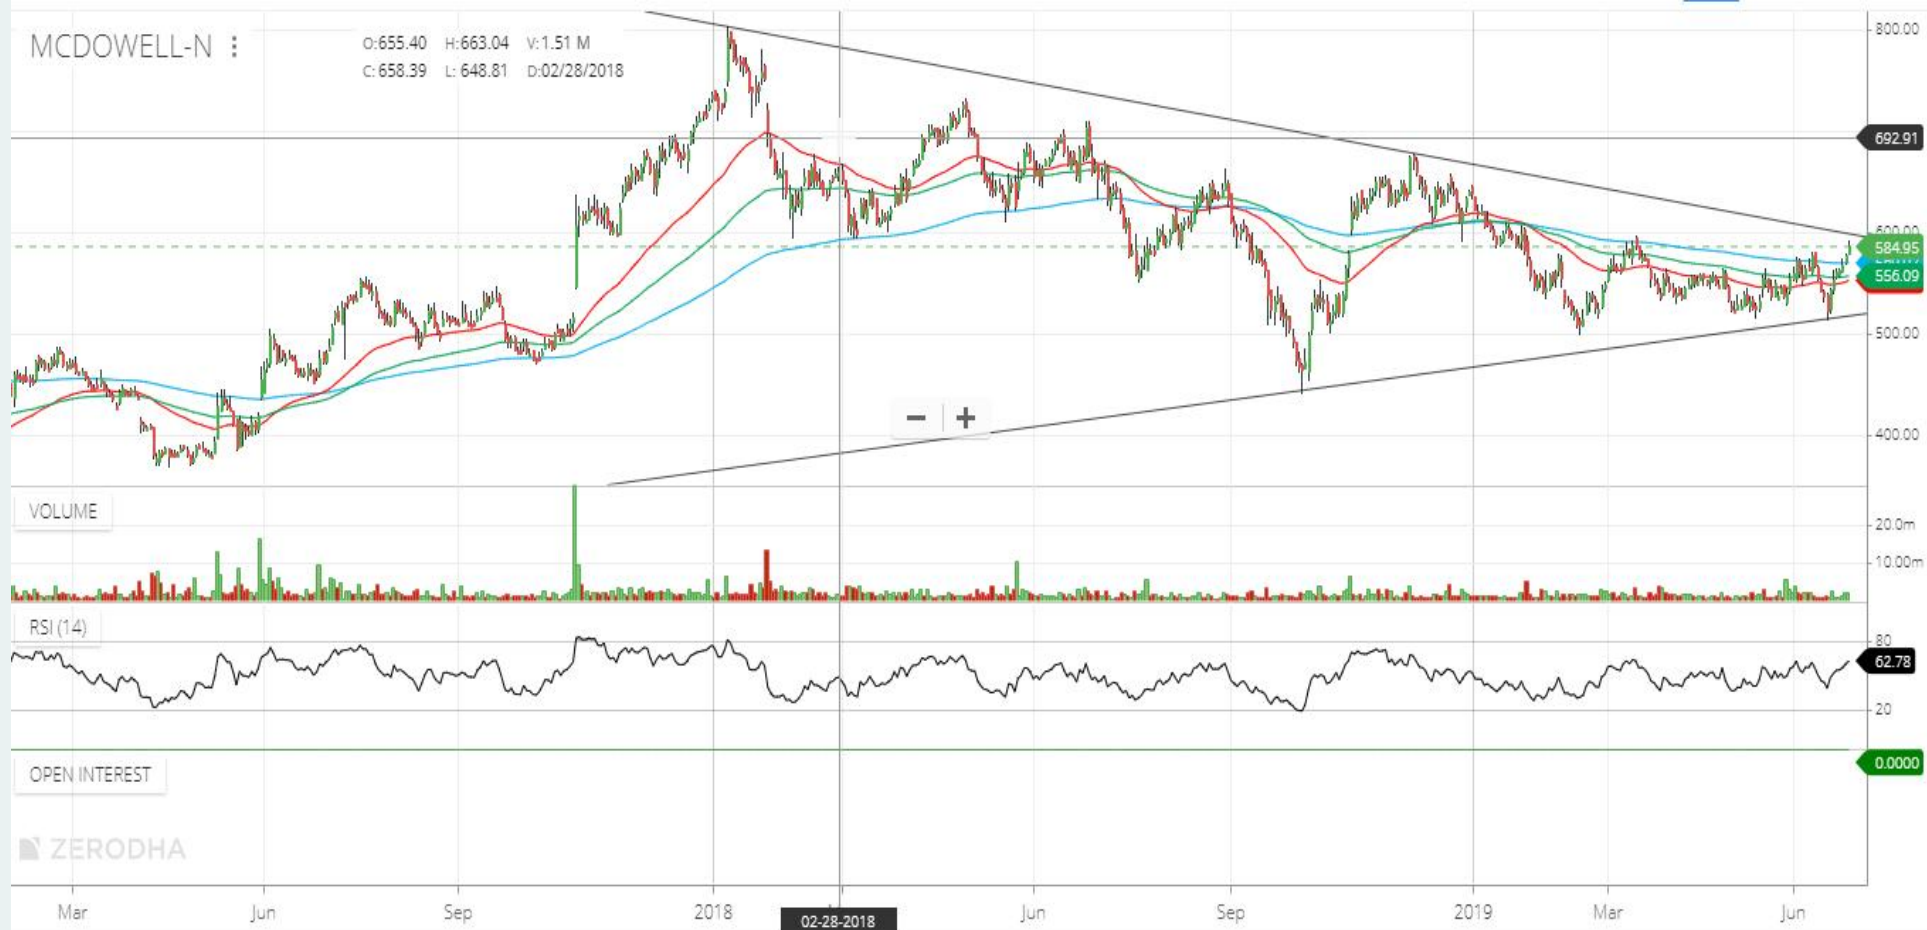 MCDOWELL-N
O:655.40 H:663.04 V:1.51 M
C: 658.39 L: 648.81 D:02/28/2018
800.00
692.91
600.00
584.95
556.09
500.00
400.00
VOLUME
20.0m
10.00m
RSI (14)
80
62.78
20
OPEN INTEREST
0.0000
ZERODHA
Mar Jun Sep 2018 Jun Sep 2019 Mar Jun
02-28-2018